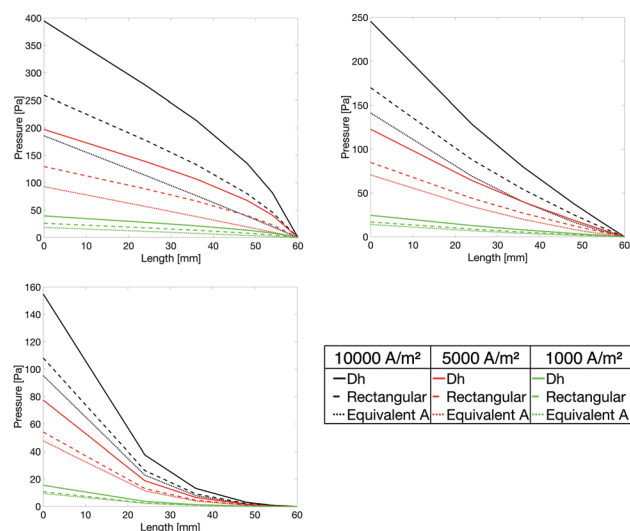 400
350
300
250
200
150
100
50
0
Pressure [Pa]
0 10 20 30 40 50 60
Length [mm]
250
200
150
100
50
0
Pressure [Pa]
0 10 20 30 40 50 60
Length [mm]
160
140
120
100
80
60
40
20
0
Pressure [Pa]
0 10 20 30 40 50 60
Length [mm]
10000 A/m² 5000 A/m² 1000 A/m²
Dh Dh Dh
Rectangular Rectangular Rectangular
Equivalent A Equivalent A Equivalent A